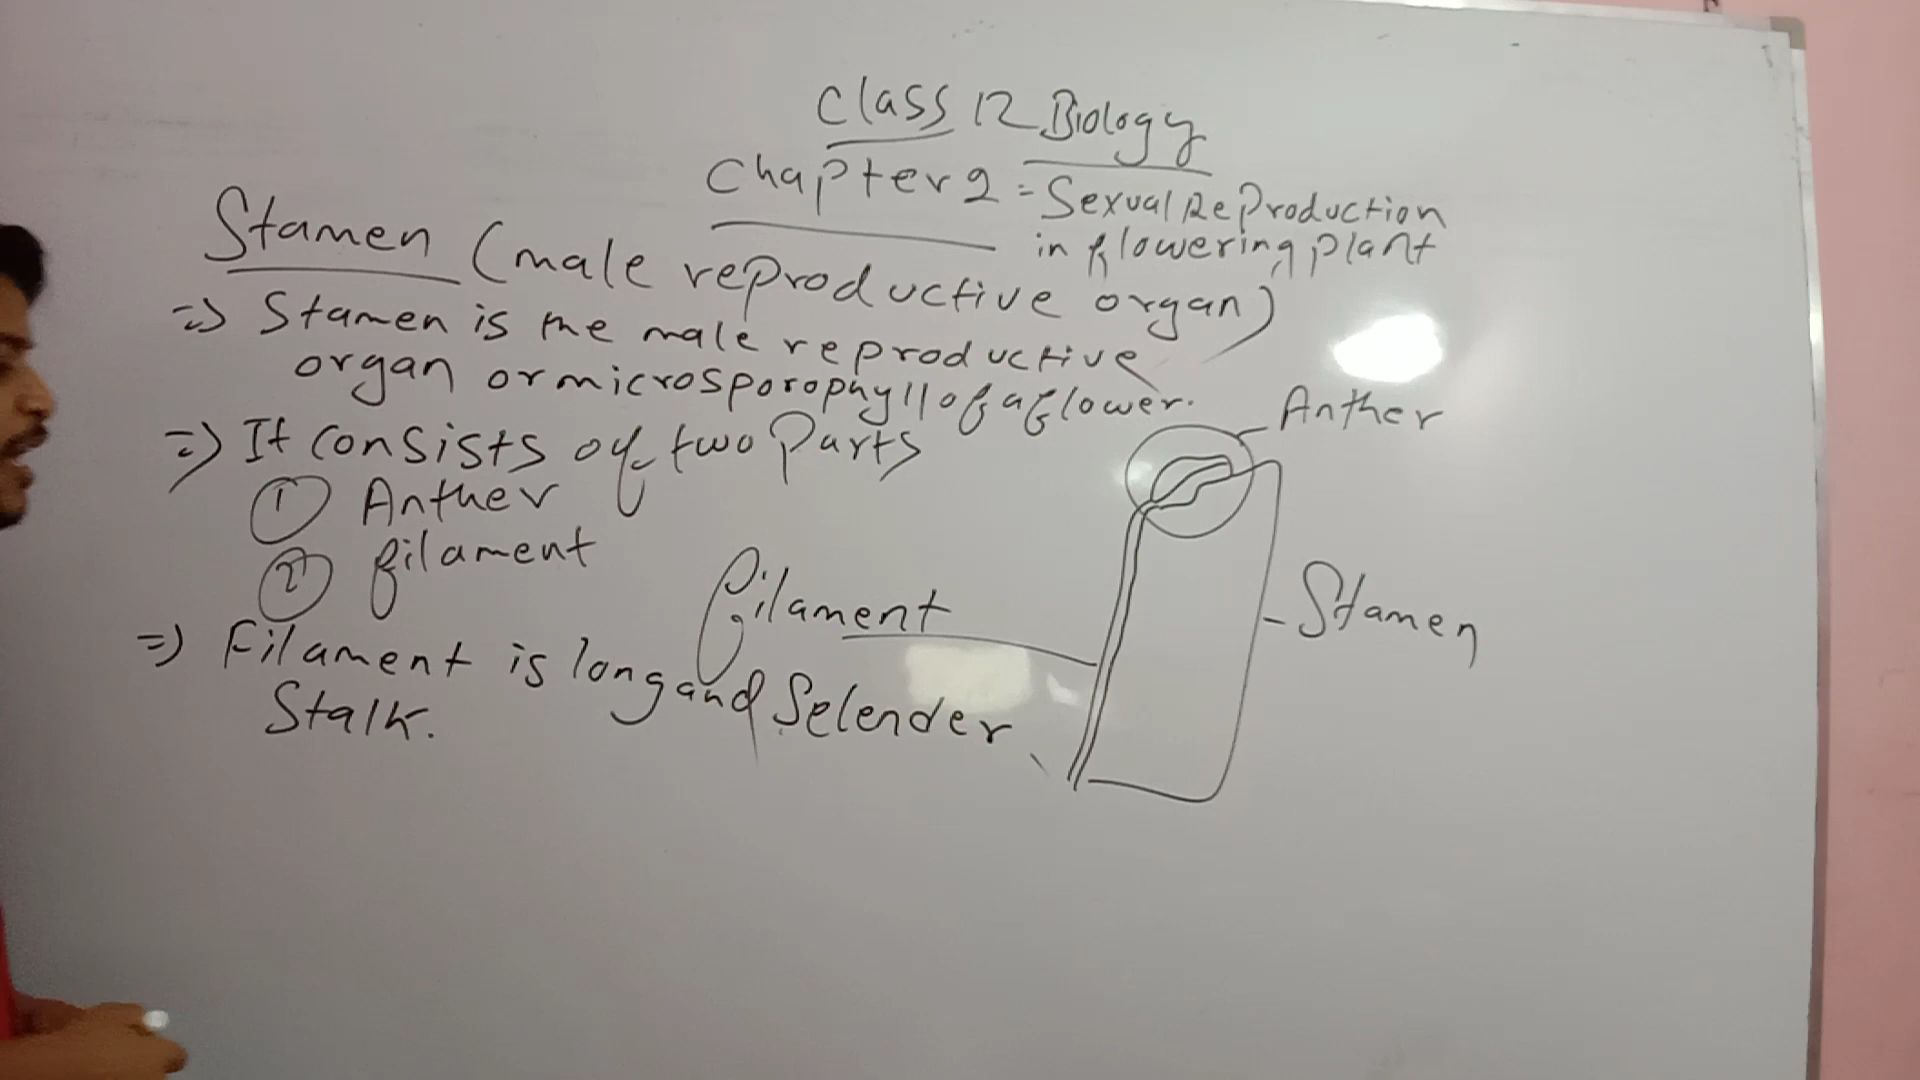 Class 12 Biology
Chapter 2 = Sexual Reproduction
in flowering plant
Stamen (male reproductive organ)
=> Stamen is the male reproductive
organ or microsporophyll of a flower.
=> It consists of two Parts
① Anther
② filament
=> Filament is long and Selender
Stalk.
Anther
filament
Stamen